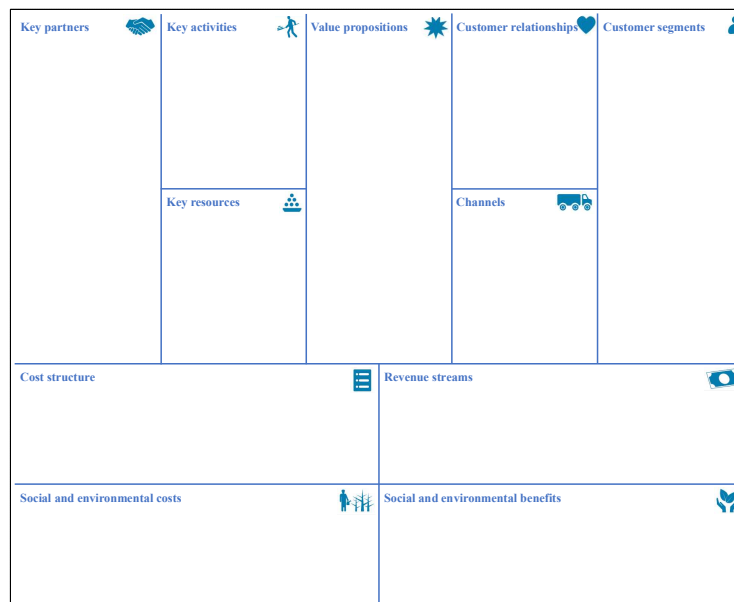 Key partners
Key activities
Value propositions
Customer relationships
Customer segments
Key resources
Channels
Cost structure
Revenue streams
Social and environmental costs
Social and environmental benefits